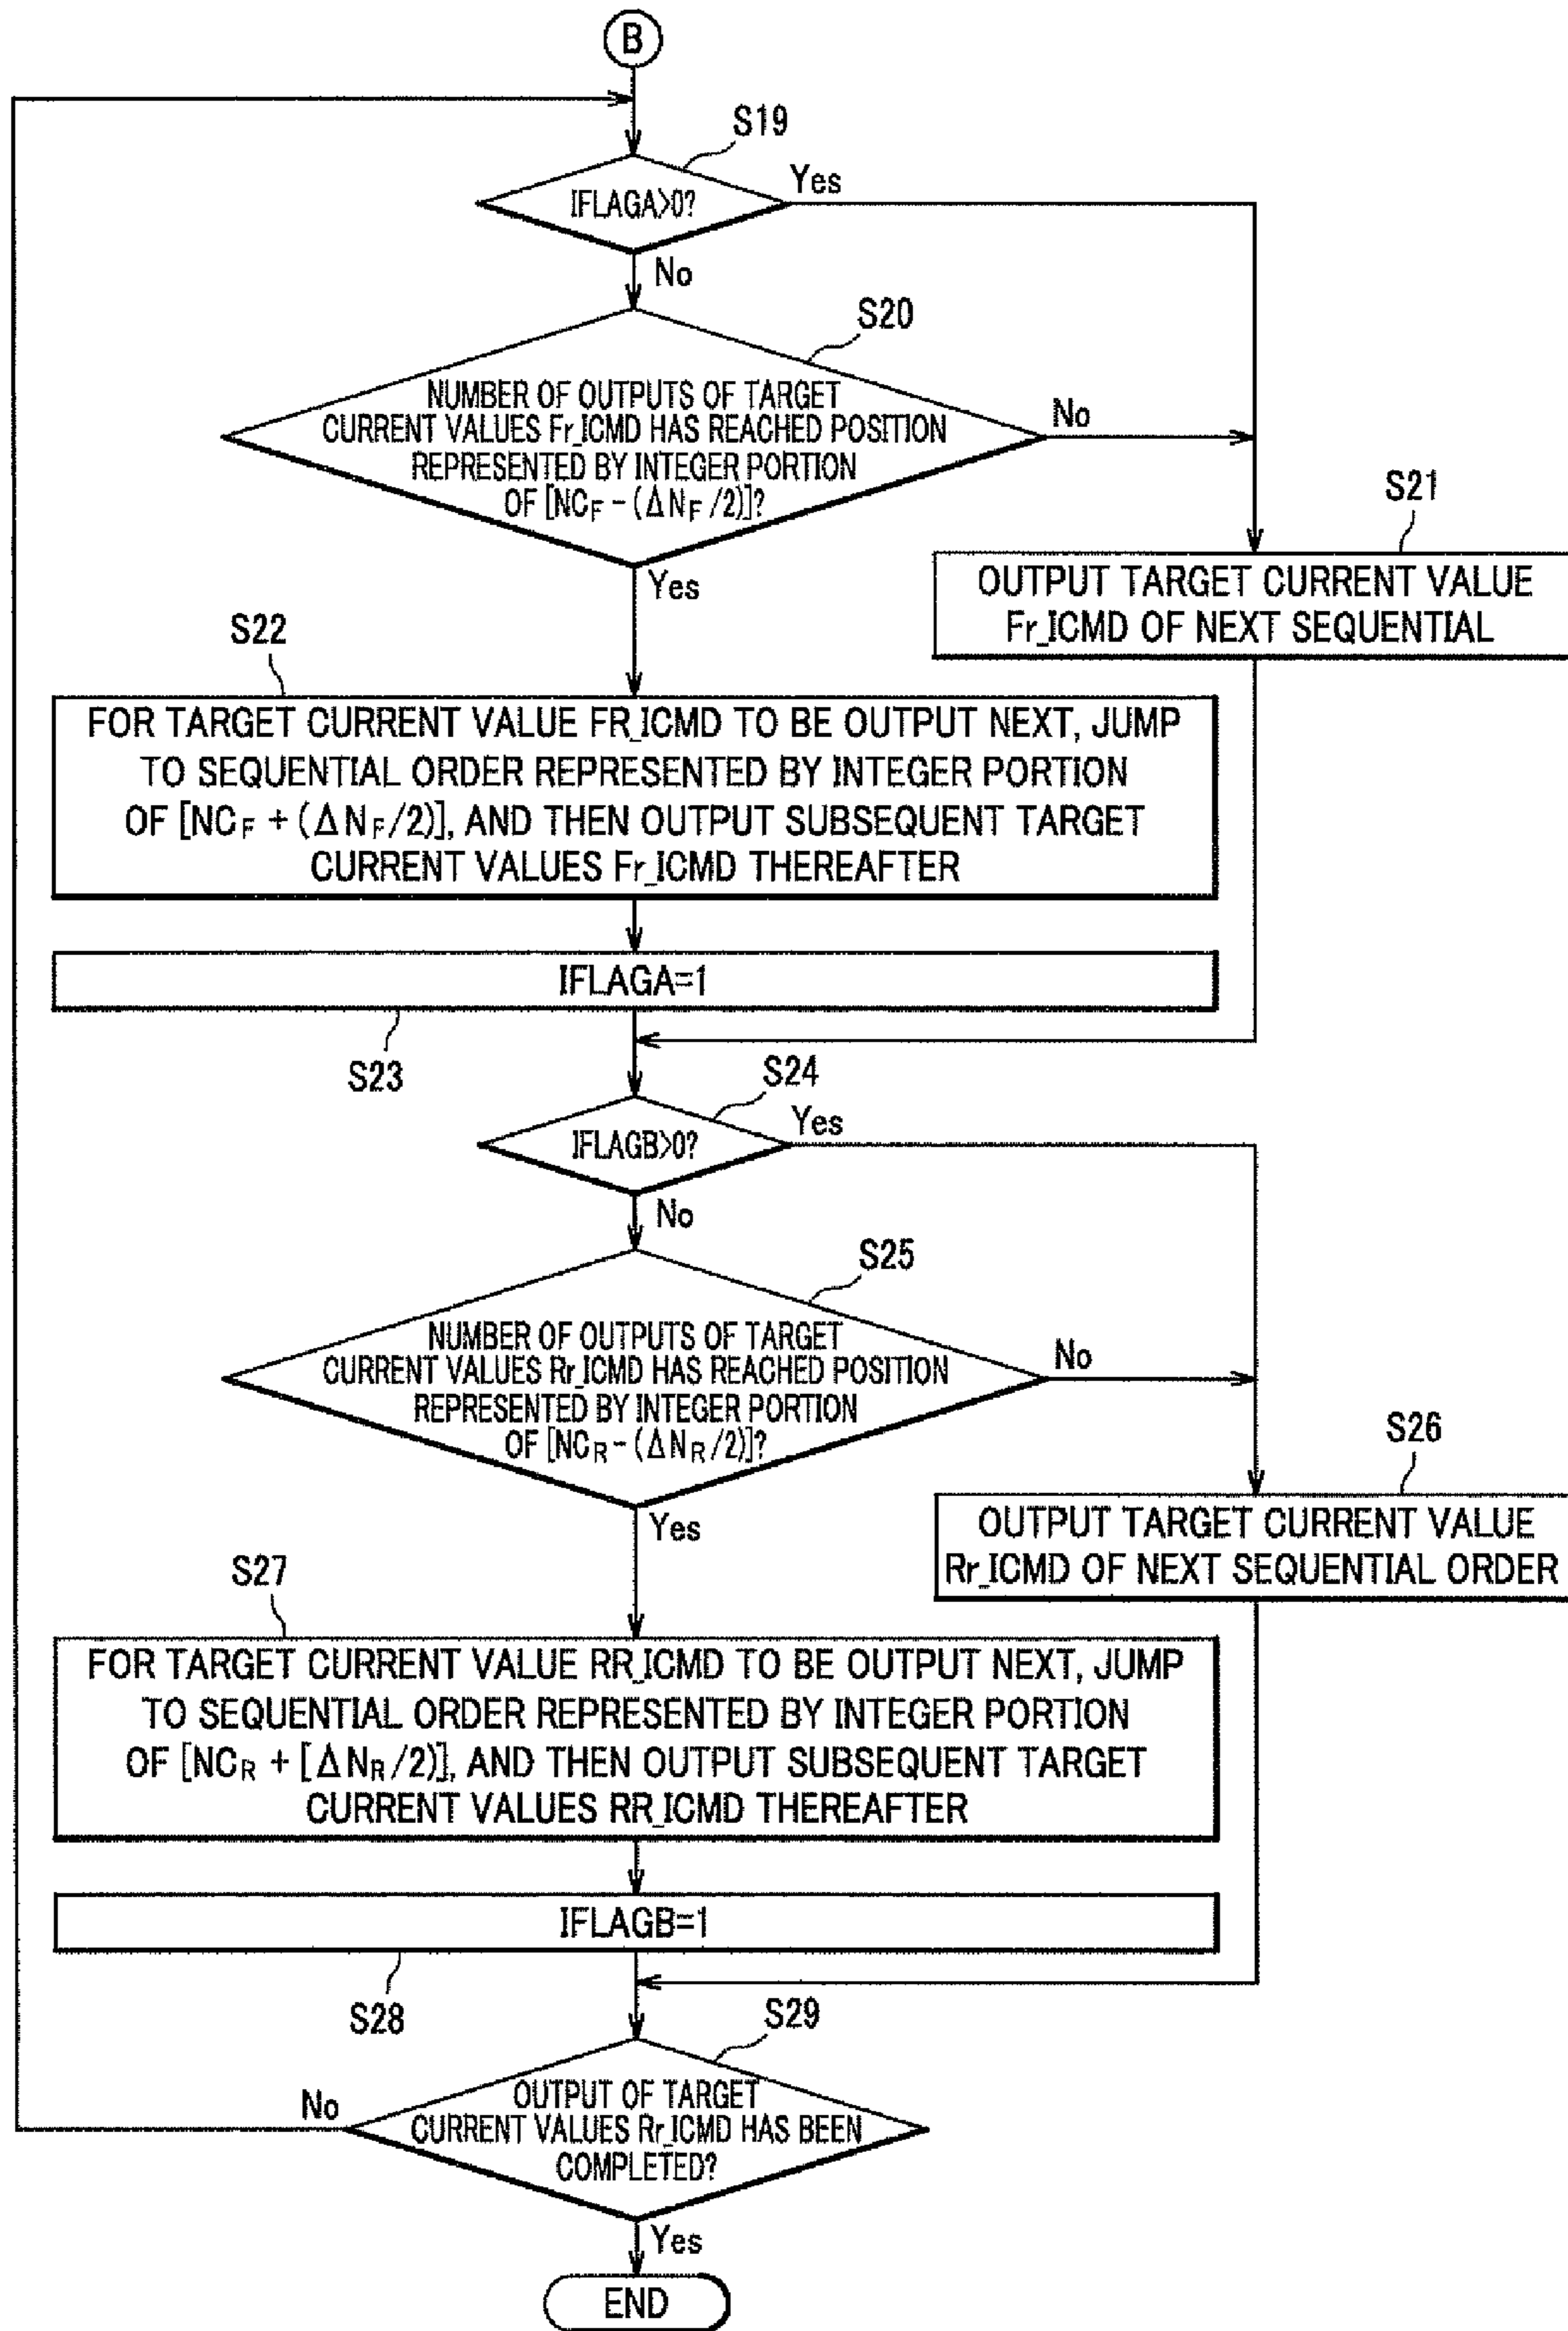 B
S19
IFLAGA>0?
Yes
No
S20
NUMBER OF OUTPUTS OF TARGET
CURRENT VALUES Fr_ICMD HAS REACHED POSITION
REPRESENTED BY INTEGER PORTION
OF [NCF - (ΔNF/2)]?
No
Yes
S21
OUTPUT TARGET CURRENT VALUE
Fr_ICMD OF NEXT SEQUENTIAL
S22
FOR TARGET CURRENT VALUE FR_ICMD TO BE OUTPUT NEXT, JUMP
TO SEQUENTIAL ORDER REPRESENTED BY INTEGER PORTION
OF [NCF + (ΔNF/2)], AND THEN OUTPUT SUBSEQUENT TARGET
CURRENT VALUES Fr_ICMD THEREAFTER
IFLAGA=1
S23
S24
IFLAGB>0?
Yes
No
S25
NUMBER OF OUTPUTS OF TARGET
CURRENT VALUES Rr_ICMD HAS REACHED POSITION
REPRESENTED BY INTEGER PORTION
OF [NCR - (ΔNR/2)]?
No
Yes
S26
OUTPUT TARGET CURRENT VALUE
Rr_ICMD OF NEXT SEQUENTIAL ORDER
S27
FOR TARGET CURRENT VALUE RR_ICMD TO BE OUTPUT NEXT, JUMP
TO SEQUENTIAL ORDER REPRESENTED BY INTEGER PORTION
OF [NCR + [ΔNR/2)], AND THEN OUTPUT SUBSEQUENT TARGET
CURRENT VALUES RR_ICMD THEREAFTER
IFLAGB=1
S28
S29
OUTPUT OF TARGET
CURRENT VALUES Rr_ICMD HAS BEEN
COMPLETED?
No
Yes
END